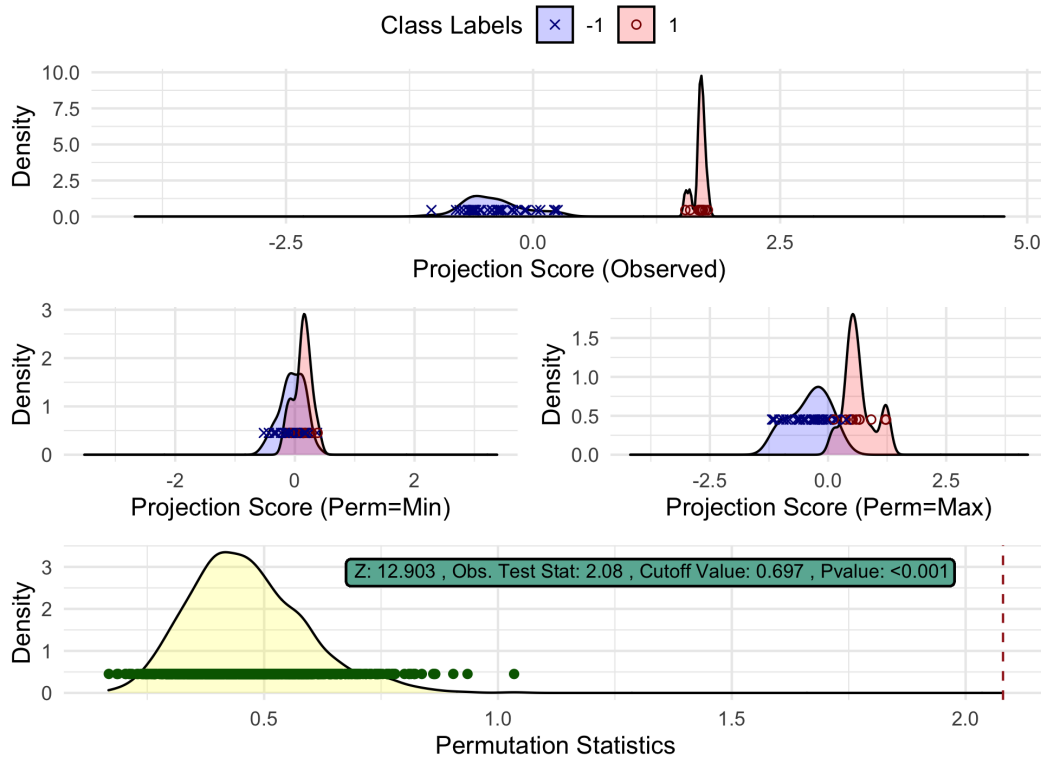 Class Labels -1 1
10.0
7.5
5.0
2.5
0.0
Density
-2.5 0.0 2.5 5.0
Projection Score (Observed)
3
2
1
0
Density
-2 0 2
Projection Score (Perm=Min)
1.5
1.0
0.5
0.0
Density
-2.5 0.0 2.5
Projection Score (Perm=Max)
Z: 12.903 , Obs. Test Stat: 2.08 , Cutoff Value: 0.697 , Pvalue: <0.001
3
2
1
0
Density
0.5 1.0 1.5 2.0
Permutation Statistics